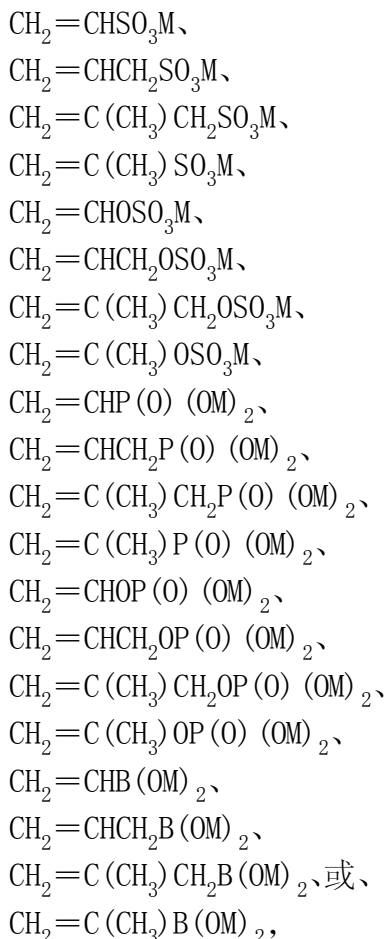 CH₂＝CHSO₃M、
CH₂＝CHCH₂SO₃M、
CH₂＝C(CH₃)CH₂SO₃M、
CH₂＝C(CH₃)SO₃M、
CH₂＝CHOSO₃M、
CH₂＝CHCH₂OSO₃M、
CH₂＝C(CH₃)CH₂OSO₃M、
CH₂＝C(CH₃)OSO₃M、
CH₂＝CHP(O)(OM)₂、
CH₂＝CHCH₂P(O)(OM)₂、
CH₂＝C(CH₃)CH₂P(O)(OM)₂、
CH₂＝C(CH₃)P(O)(OM)₂、
CH₂＝CHOP(O)(OM)₂、
CH₂＝CHCH₂OP(O)(OM)₂、
CH₂＝C(CH₃)CH₂OP(O)(OM)₂、
CH₂＝C(CH₃)OP(O)(OM)₂、
CH₂＝CHB(OM)₂、
CH₂＝CHCH₂B(OM)₂、
CH₂＝C(CH₃)CH₂B(OM)₂、或、
CH₂＝C(CH₃)B(OM)₂，